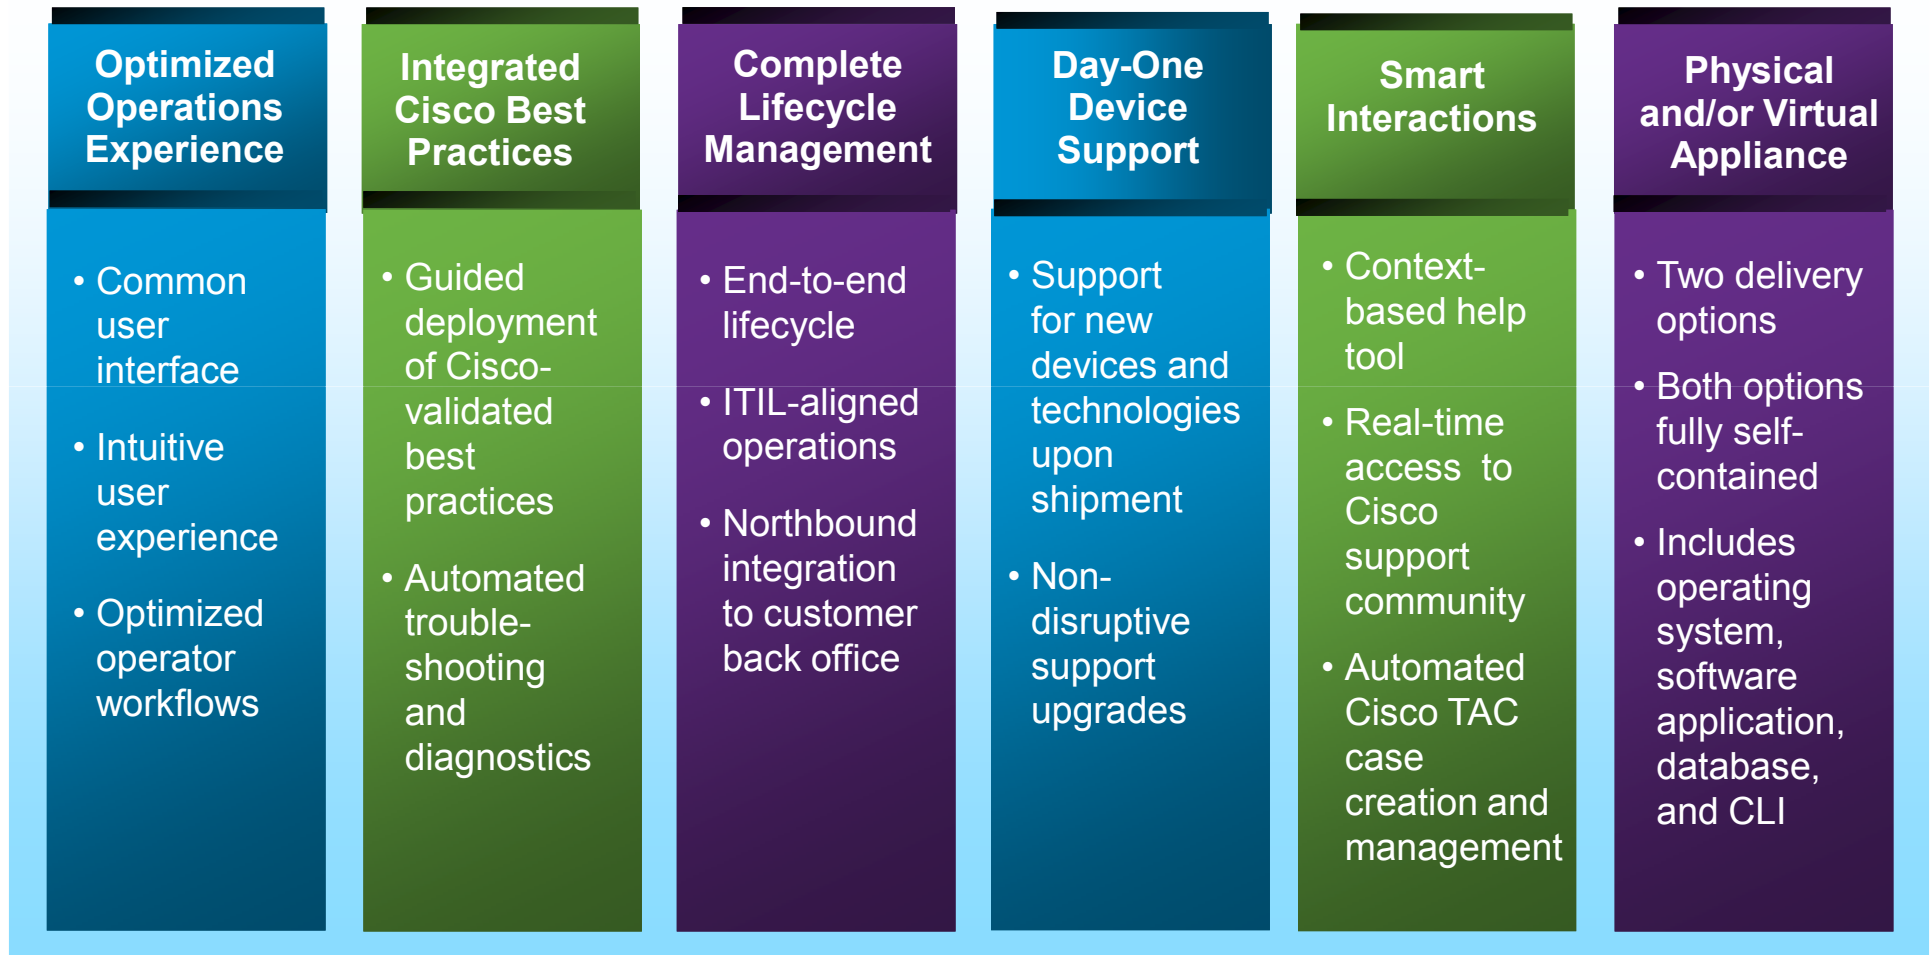 Optimized
Operations
Experience
• Common
user
interface
• Intuitive
user
experience
• Optimized
operator
workflows
Integrated
Cisco Best
Practices
• Guided
deployment
of Cisco-
validated
best
practices
• Automated
trouble-
shooting
and
diagnostics
Complete
Lifecycle
Management
• End-to-end
lifecycle
• ITIL-aligned
operations
• Northbound
integration
to customer
back office
Day-One
Device
Support
• Support
for new
devices and
technologies
upon
shipment
• Non-
disruptive
support
upgrades
Smart
Interactions
• Context-
based help
tool
• Real-time
access to
Cisco
support
community
• Automated
Cisco TAC
case
creation and
management
Physical
and/or Virtual
Appliance
• Two delivery
options
• Both options
fully self-
contained
• Includes
operating
system,
software
application,
database,
and CLI